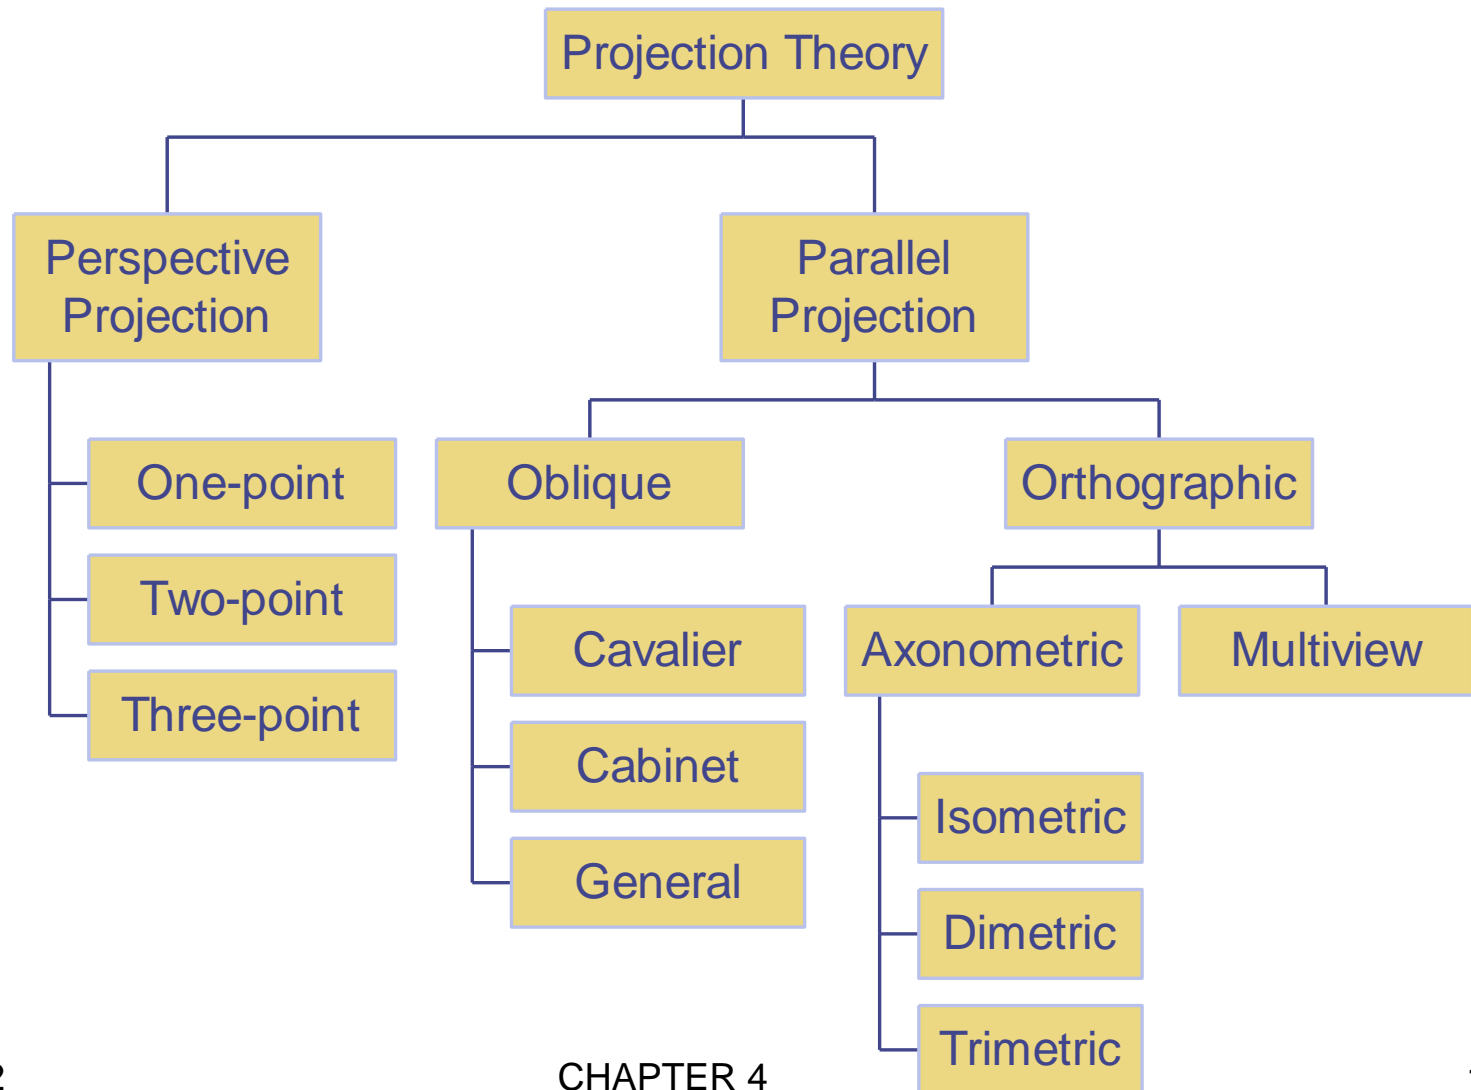 Projection Theory
Perspective
Projection
Parallel
Projection
One-point
Two-point
Three-point
Oblique
Orthographic
Cavalier
Cabinet
General
Axonometric
Multiview
Isometric
Dimetric
Trimetric
2
CHAPTER 4